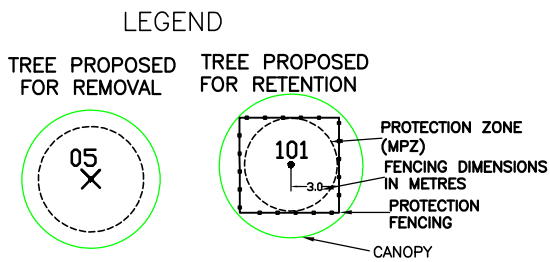 LEGEND
TREE PROPOSED
FOR REMOVAL
TREE PROPOSED
FOR RETENTION
05
101
3.0
PROTECTION ZONE
(MPZ)
FENCING DIMENSIONS
IN METRES
PROTECTION
FENCING
CANOPY